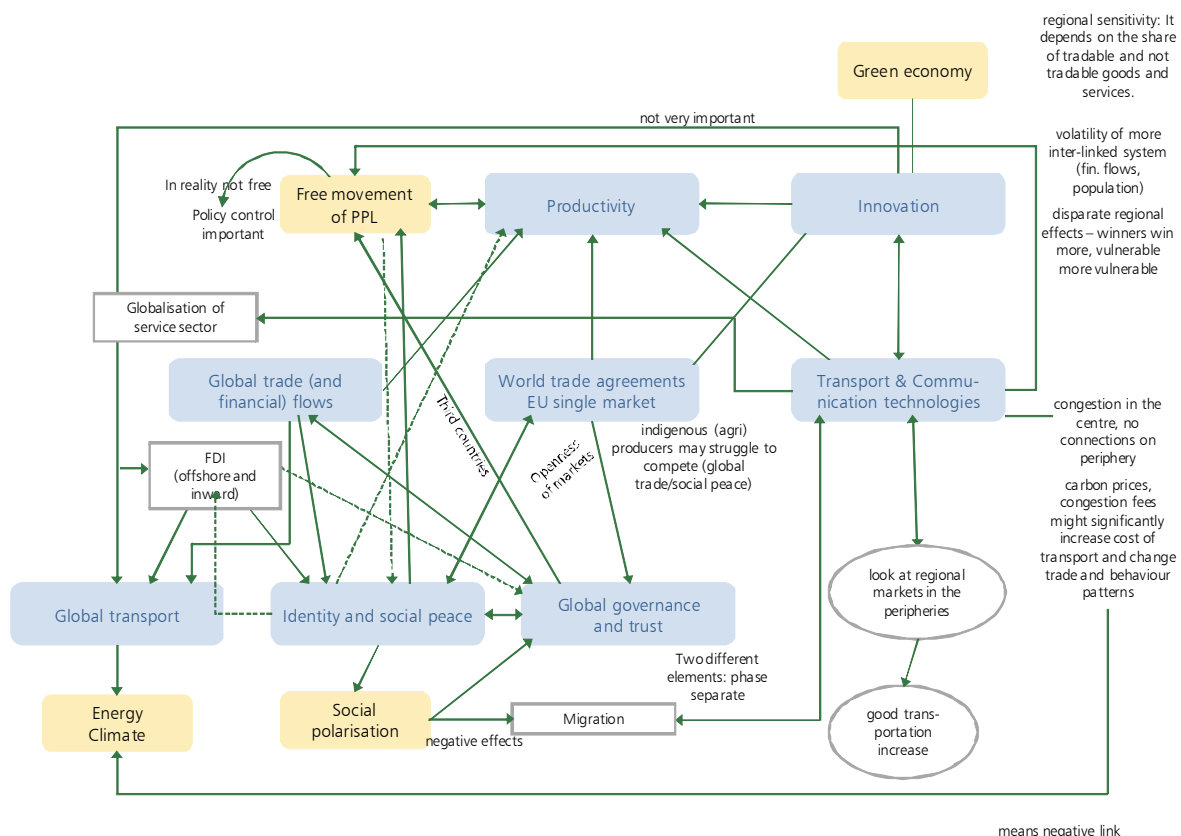 regional sensitivity: It
depends on the share
of tradable and not
tradable goods and
services.
Green economy
not very important
volatility of more
inter-linked system
(fin. flows,
population)
In reality not free
Policy control
important
Free movement
of PPL
Productivity
Innovation
disparate regional
effects – winners win
more, vulnerable
more vulnerable
Globalisation of
service sector
Global trade (and
financial) flows
World trade agreements
EU single market
Transport & Commu-
nication technologies
Third countries
Openness
of markets
indigenous (agri)
producers may struggle to
compete (global
trade/social peace)
congestion in the
centre, no
connections on
periphery
FDI
(offshore and
inward)
carbon prices,
congestion fees
might significantly
increase cost of
transport and change
trade and behaviour
patterns
Global transport
Identity and social peace
Global governance
and trust
look at regional
markets in the
peripheries
Two different
elements: phase
separate
Energy
Climate
Social
polarisation
Migration
negative effects
good trans-
portation
increase
means negative link